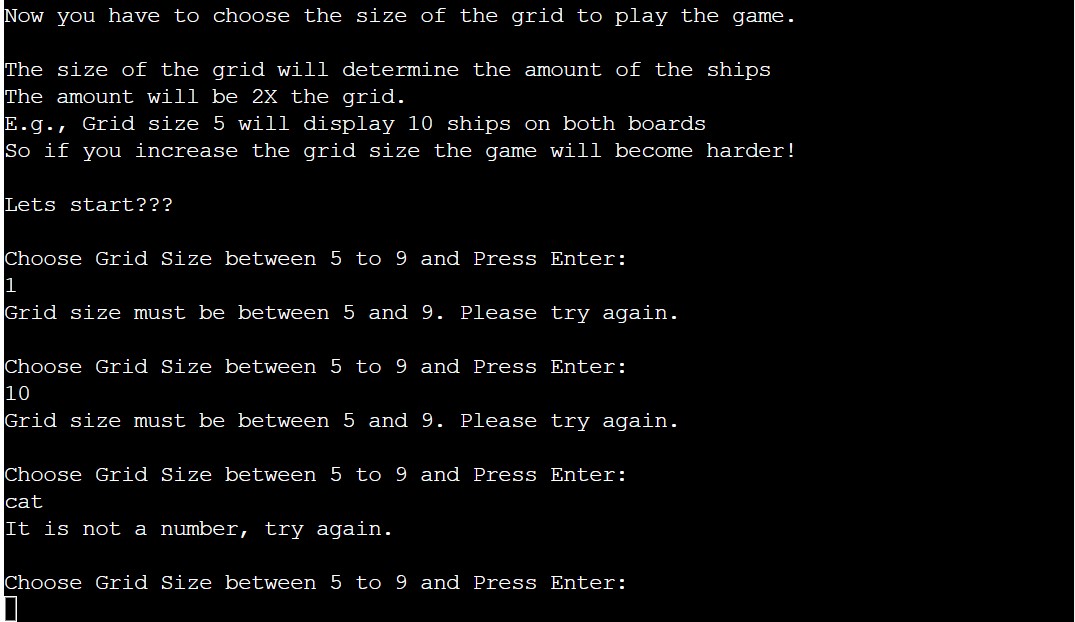 Now you have to choose the size of the grid to play the game.
The size of the grid will determine the amount of the ships
The amount will be 2X the grid.
E.g., Grid size 5 will display 10 ships on both boards
So if you increase the grid size the game will become harder!
Lets start???
Choose Grid Size between 5 to 9 and Press Enter:
1
Grid size must be between 5 and 9. Please try again.
Choose Grid Size between 5 to 9 and Press Enter:
10
Grid size must be between 5 and 9. Please try again.
Choose Grid Size between 5 to 9 and Press Enter:
cat
It is not a number, try again.
Choose Grid Size between 5 to 9 and Press Enter: